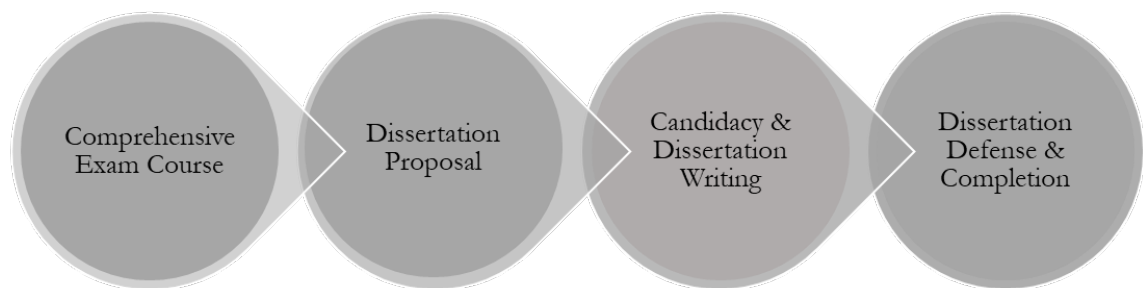 Comprehensive
Exam Course
Dissertation
Proposal
Candidacy &
Dissertation
Writing
Dissertation
Defense &
Completion